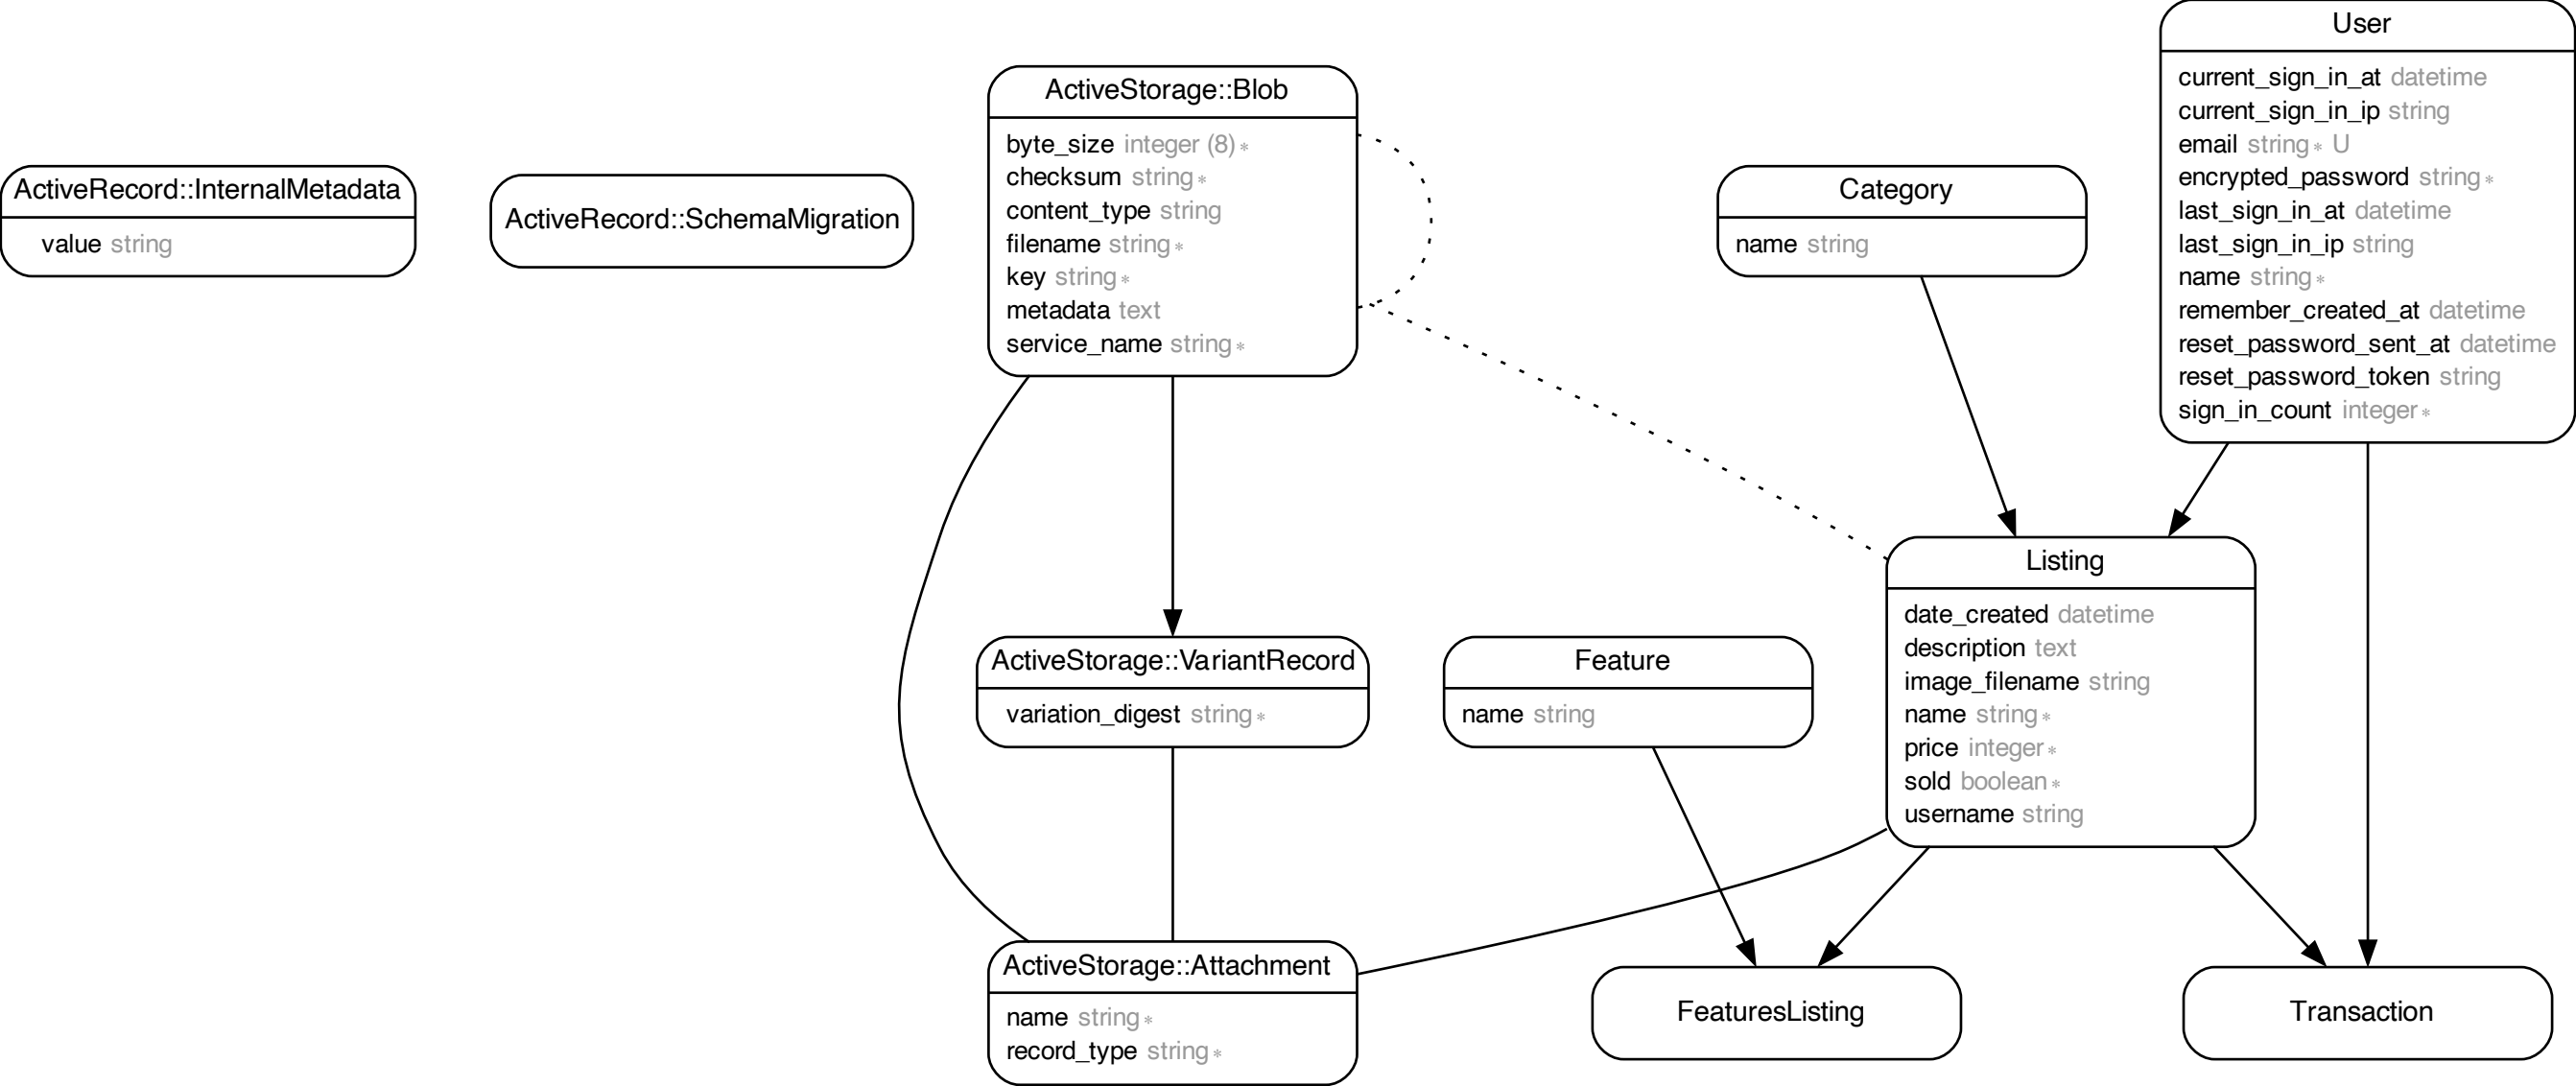 ActiveRecord::InternalMetadata
value string
ActiveRecord::SchemaMigration
ActiveStorage::Blob
byte_size integer (8) ∗
checksum string ∗
content_type string
filename string ∗
key string ∗
metadata text
service_name string ∗
Category
name string
User
current_sign_in_at datetime
current_sign_in_ip string
email string ∗ U
encrypted_password string ∗
last_sign_in_at datetime
last_sign_in_ip string
name string ∗
remember_created_at datetime
reset_password_sent_at datetime
reset_password_token string
sign_in_count integer ∗
ActiveStorage::VariantRecord
variation_digest string ∗
Feature
name string
Listing
date_created datetime
description text
image_filename string
name string ∗
price integer ∗
sold boolean ∗
username string
ActiveStorage::Attachment
name string ∗
record_type string ∗
FeaturesListing
Transaction